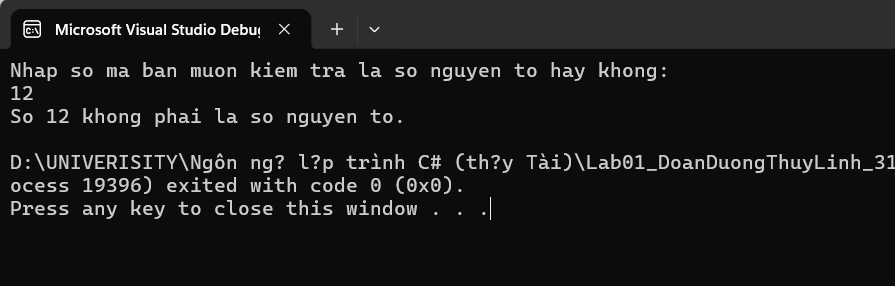 Microsoft Visual Studio Debu
Nhap so ma ban muon kiem tra la so nguyen to hay khong:
12
So 12 khong phai la so nguyen to.
D:\UNIVERISITY\Ngôn ng? l?p trình C# (th?y Tài)\Lab01_DoanDuongThuyLinh_31
ocess 19396) exited with code 0 (0x0).
Press any key to close this window . . .